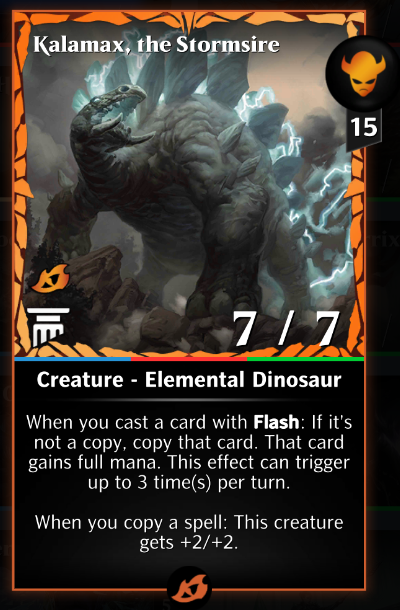 Kalamax, the Stormsire
15
7 / 7
Creature - Elemental Dinosaur
When you cast a card with Flash: If it's
not a copy, copy that card. That card
gains full mana. This effect can trigger
up to 3 time(s) per turn.
When you copy a spell: This creature
gets +2/+2.